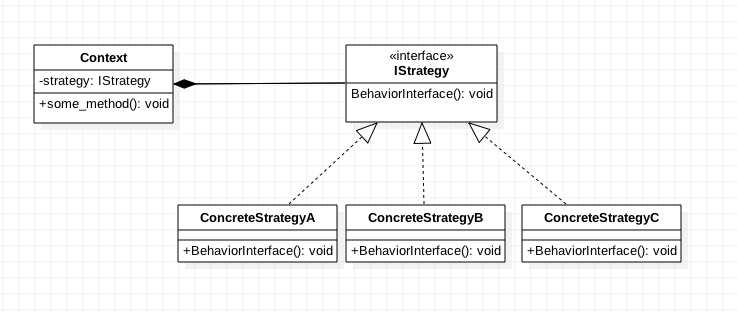 Context
-strategy: IStrategy
+some_method(): void
«interface»
IStrategy
BehaviorInterface(): void
ConcreteStrategyA
+BehaviorInterface(): void
ConcreteStrategyB
+BehaviorInterface(): void
ConcreteStrategyC
+BehaviorInterface(): void